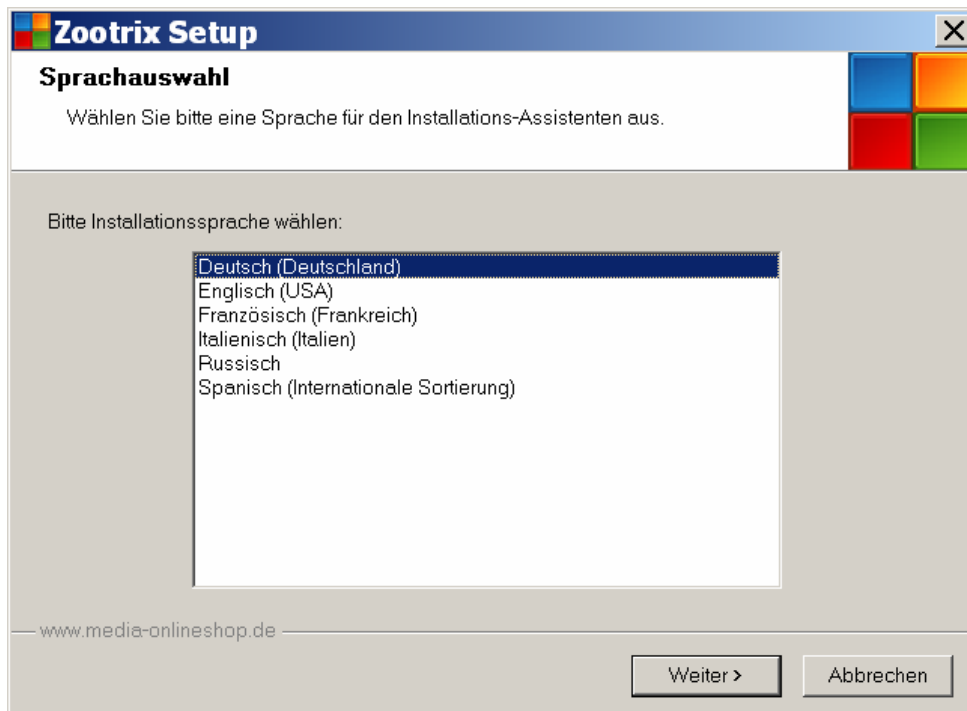 Zootrix Setup
Sprachauswahl
Wählen Sie bitte eine Sprache für den Installations-Assistenten aus.
Bitte Installationssprache wählen:
Deutsch (Deutschland)
Englisch (USA)
Französisch (Frankreich)
Italienisch (Italien)
Russisch
Spanisch (Internationale Sortierung)
www.media-onlineshop.de
Weiter >
Abbrechen